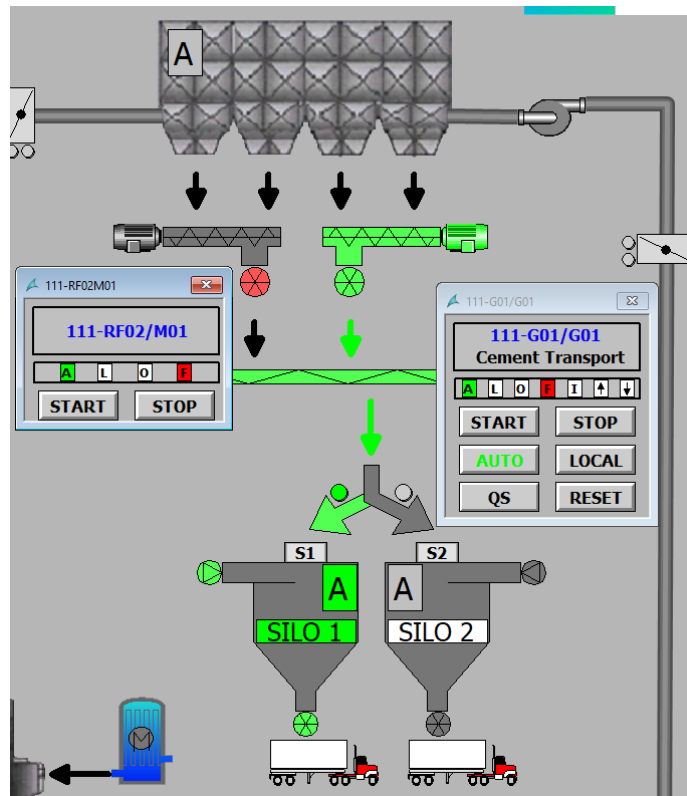 A
111-RF02M01
111-RF02/M01
A L O F
START STOP
111-G01/G01
111-G01/G01
Cement Transport
A L O F I ↑ ↓
START STOP
AUTO LOCAL
QS RESET
S1 S2
A A
SILO 1 SILO 2
M